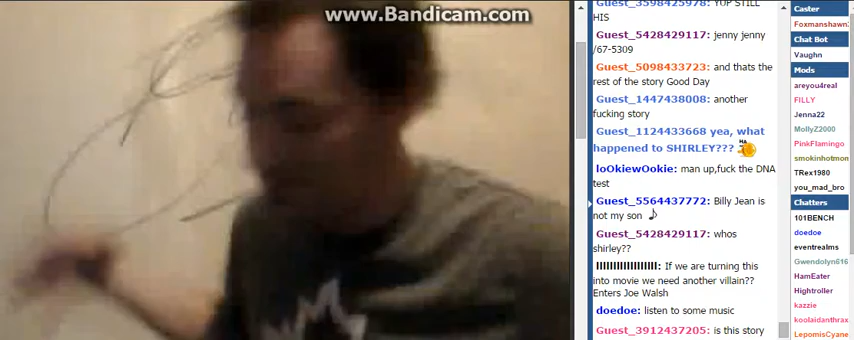 www.Bandicam.com
Guest_3598425978: YUP STILL
HIS
Guest_5428429117: jenny jenny
/67-5309
Guest_5098433723: and thats the
rest of the story Good Day
Guest_1447438008: another
fucking story
Guest_1124433668 yea, what
happened to SHIRLEY???
loOkiewOokie: man up,fuck the DNA
test
Guest_5564437772: Billy Jean is
not my son ♪
Guest_5428429117: whos
shirley??
IIIIIIIIIIIIIIIIII: If we are turning this
into movie we need another villain??
Enters Joe Walsh
doedoe: listen to some music
Guest_3912437205: is this story
Caster
Foxmanshawn
Chat Bot
Vaughn
Mods
areyou4real
FILLY
Jenna22
MollyZ2000
PinkFlamingo
smokinhotmon
TRex1980
you_mad_bro
Chatters
101BENCH
doedoe
eventrealms
Gwendolyn616
HamEater
Hightroller
kazzie
koolaidanthrax
LepomisCyane